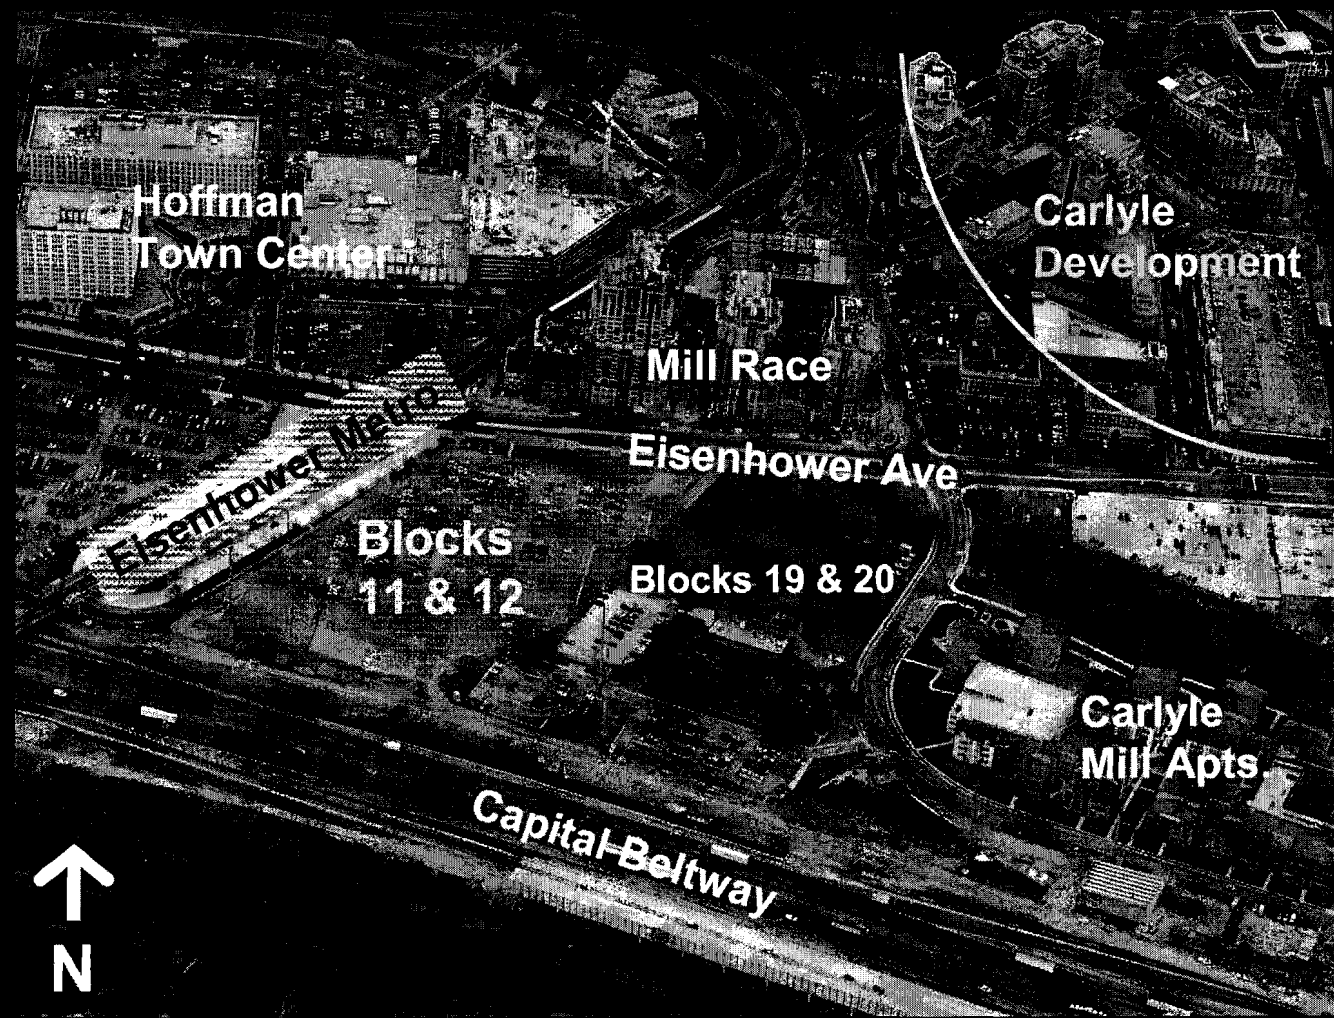 Hoffman
Town Center
Carlyle
Development
Mill Race
Eisenhower Metro
Eisenhower Ave
Blocks
11 & 12
Blocks 19 & 20
Carlyle
Mill Apts.
Capital Beltway
N